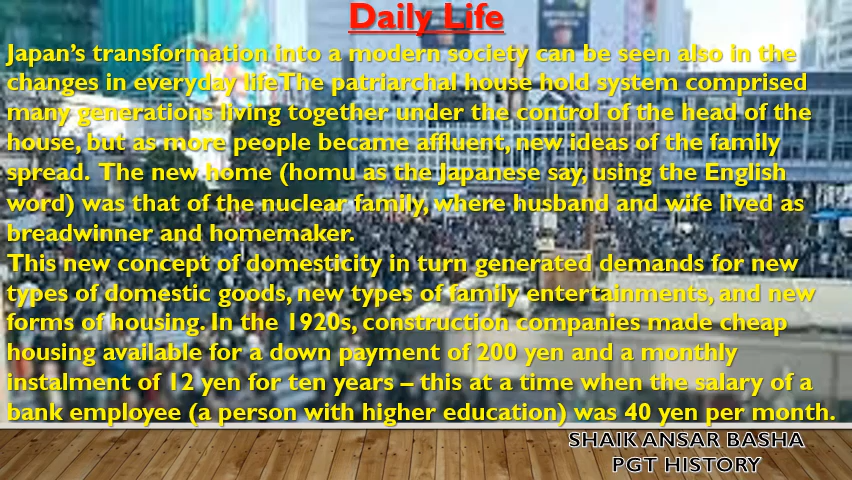 Daily Life
Japan's transformation into a modern society can be seen also in the
changes in everyday lifeThe patriarchal house hold system comprised
many generations living together under the control of the head of the
house, but as more people became affluent, new ideas of the family
spread. The new home (homu as the Japanese say, using the English
word) was that of the nuclear family, where husband and wife lived as
breadwinner and homemaker.
This new concept of domesticity in turn generated demands for new
types of domestic goods, new types of family entertainments, and new
forms of housing. In the 1920s, construction companies made cheap
housing available for a down payment of 200 yen and a monthly
instalment of 12 yen for ten years – this at a time when the salary of a
bank employee (a person with higher education) was 40 yen per month.
SHAIK ANSAR BASHA
PGT HISTORY